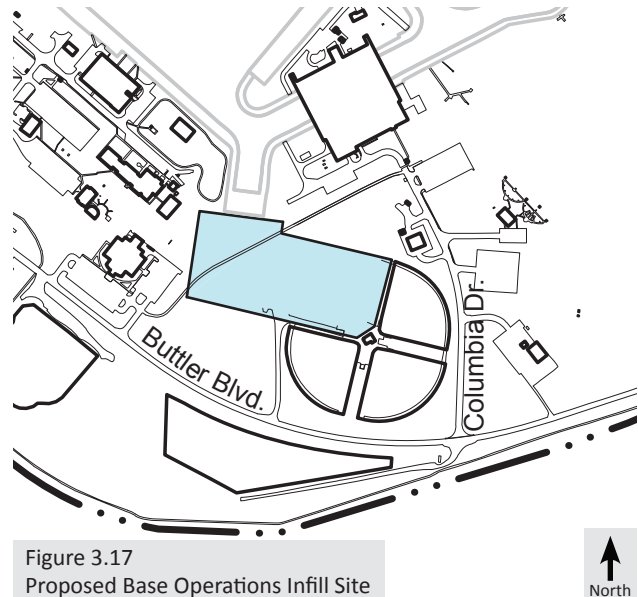 Buttler Blvd.
Columbia Dr.
Figure 3.17
Proposed Base Operations Infill Site
North